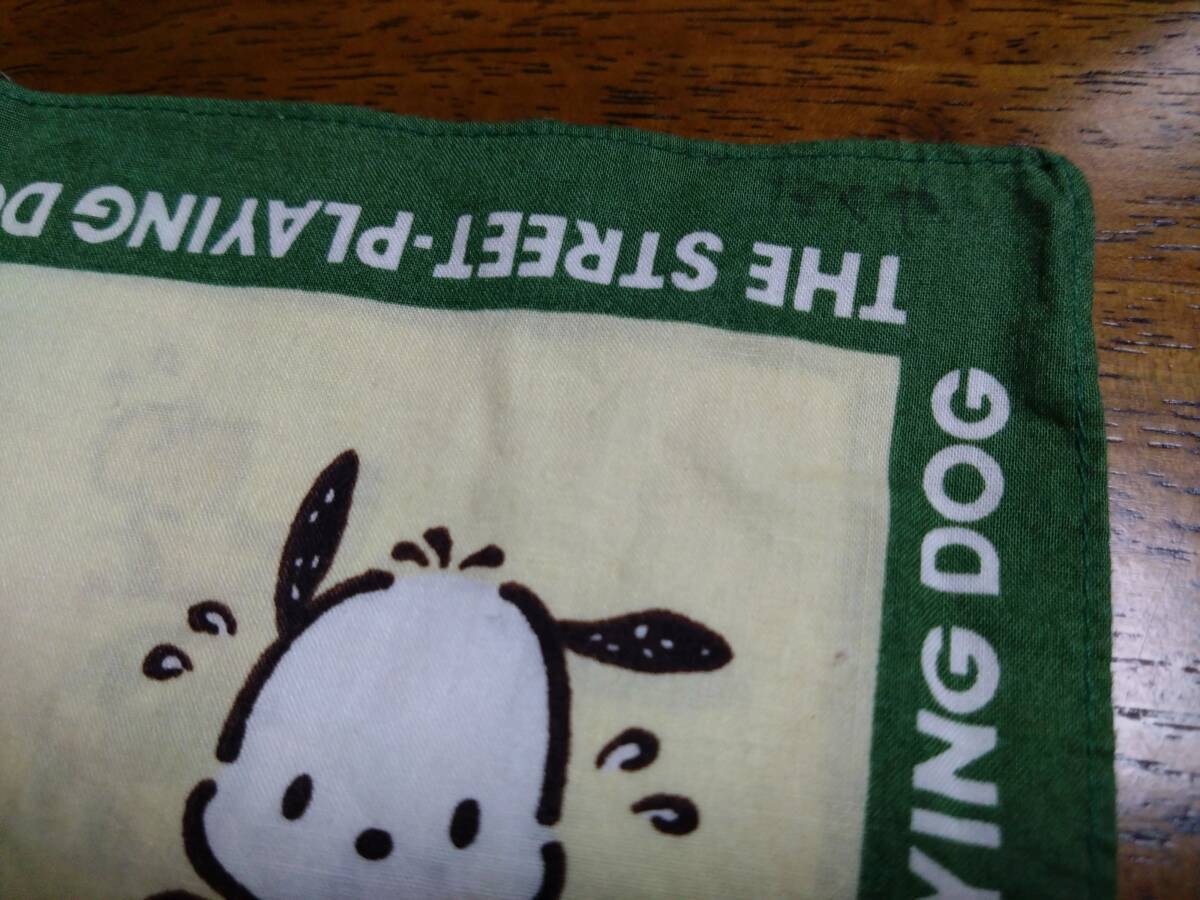 THE STREET-PLAYING DO
YING DOG